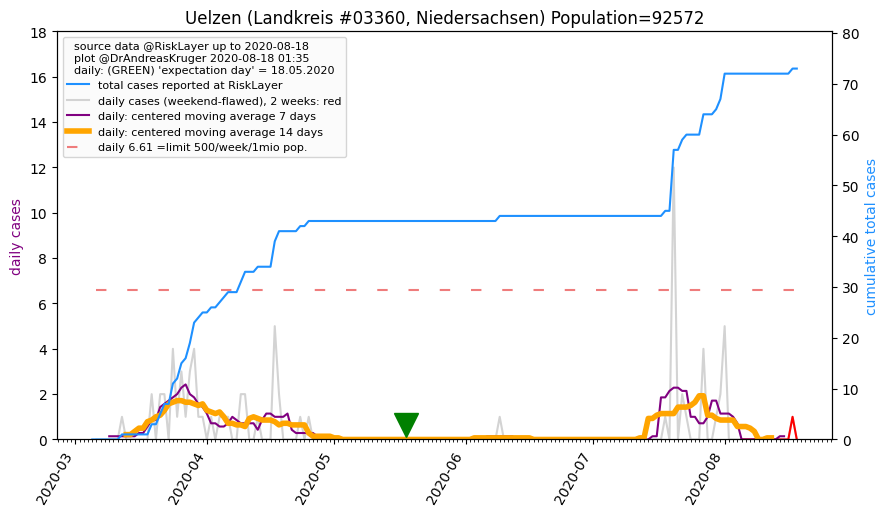 Uelzen (Landkreis #03360, Niedersachsen) Population=92572
source data @RiskLayer up to 2020-08-18
plot @DrAndreasKruger 2020-08-18 01:35
daily: (GREEN) 'expectation day' = 18.05.2020
total cases reported at RiskLayer
daily cases (weekend-flawed), 2 weeks: red
daily: centered moving average 7 days
daily: centered moving average 14 days
daily 6.61 =limit 500/week/1mio pop.
daily cases
18
16
14
12
10
8
6
4
2
0
80
70
60
50
40
30
20
10
0
cumulative total cases
2020-03
2020-04
2020-05
2020-06
2020-07
2020-08